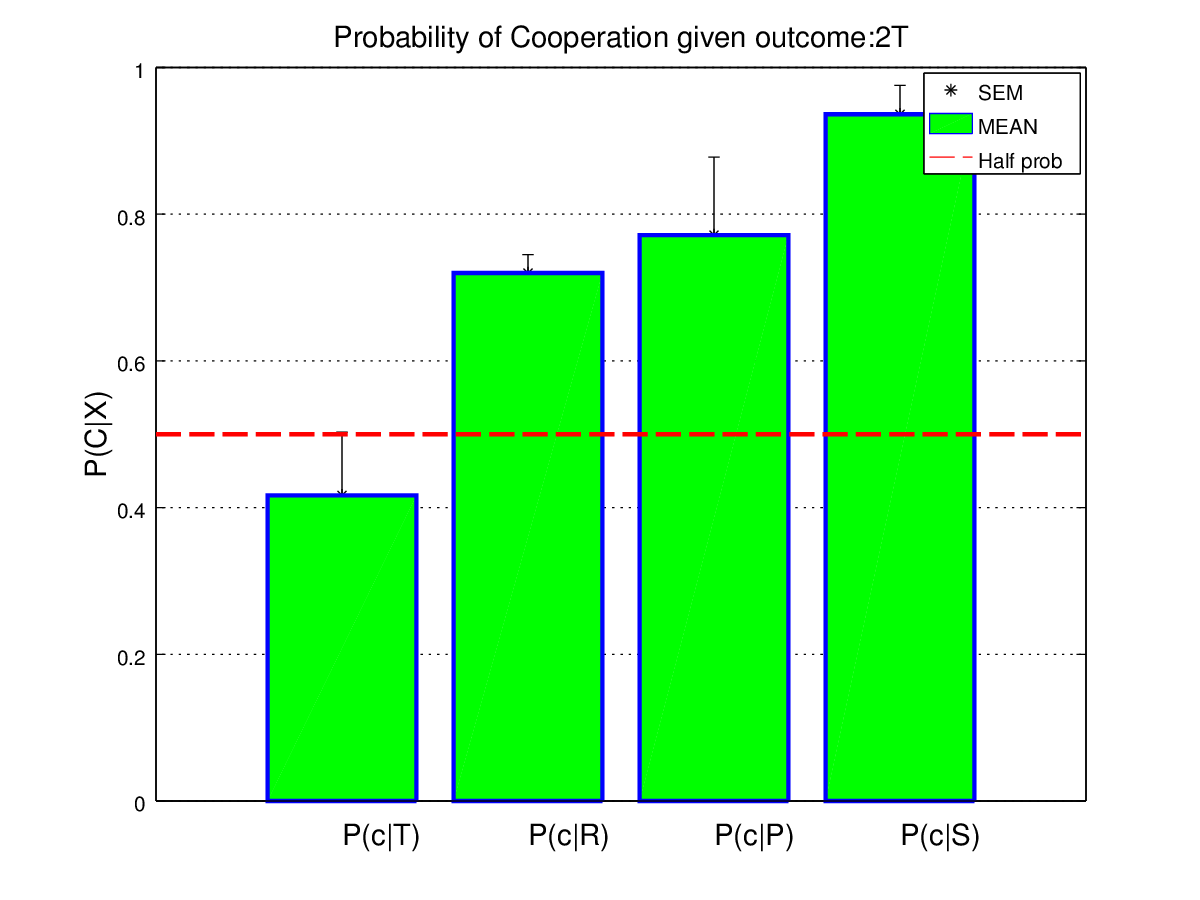 Probability of Cooperation given outcome:2T
1
0.8
0.6
0.4
0.2
0
P(C|X)
SEM
MEAN
Half prob
P(c|T)
P(c|R)
P(c|P)
P(c|S)